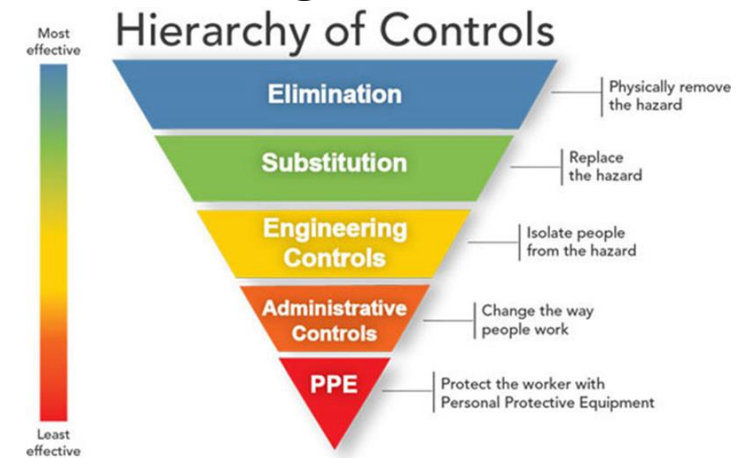 Hierarchy of Controls
Most
effective
Elimination
Physically remove
the hazard
Substitution
Replace
the hazard
Engineering
Controls
Isolate people
from the hazard
Administrative
Controls
Change the way
people work
PPE
Protect the worker with
Personal Protective Equipment
Least
effective